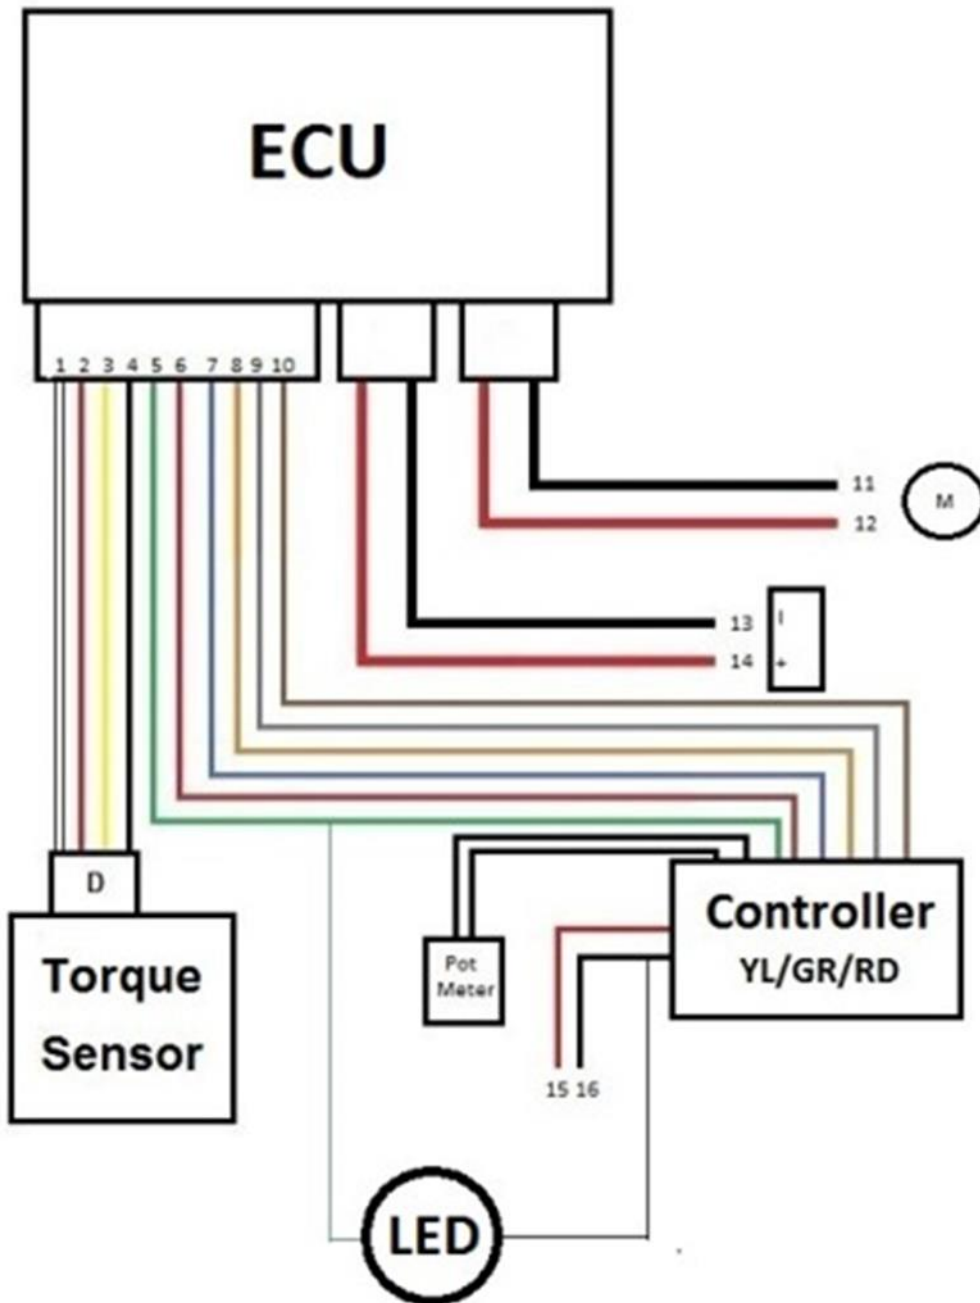 ECU
1 2 3 4 5 6 7 8 9 10
11
M
12
13
I
14
+
D
Torque
Sensor
Pot
Meter
Controller
YL/GR/RD
15 16
LED